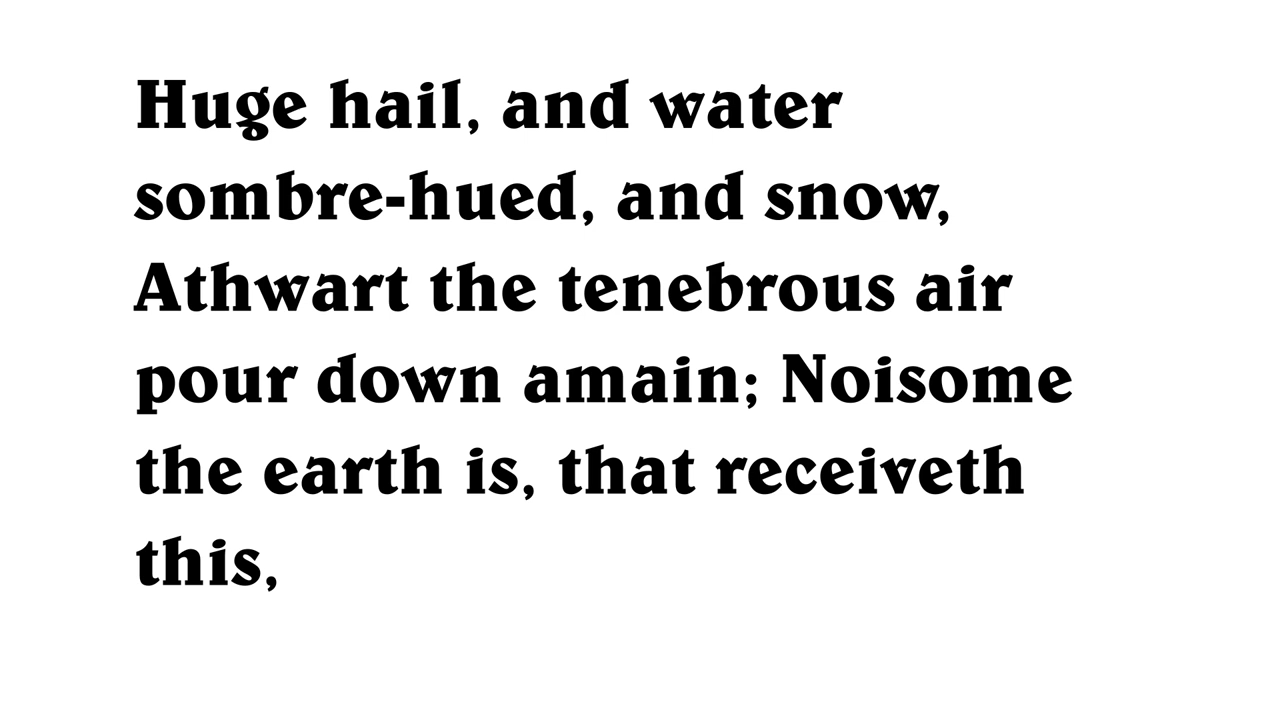 Huge hail, and water
sombre-hued, and snow,
Athwart the tenebrous air
pour down amain; Noisome
the earth is, that receiveth
this,